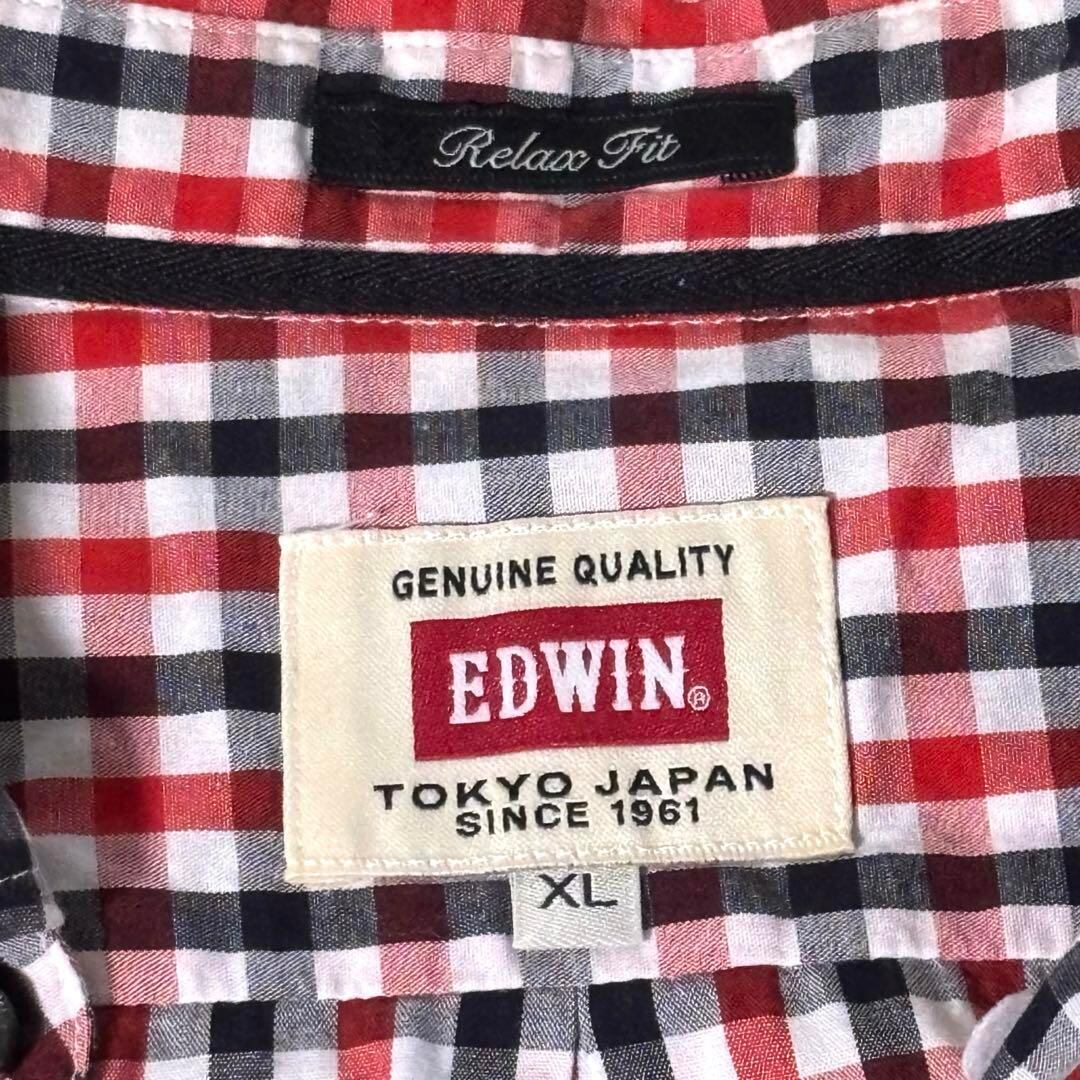 Relax Fit
GENUINE QUALITY
EDWIN®
TOKYO JAPAN
SINCE 1961
XL